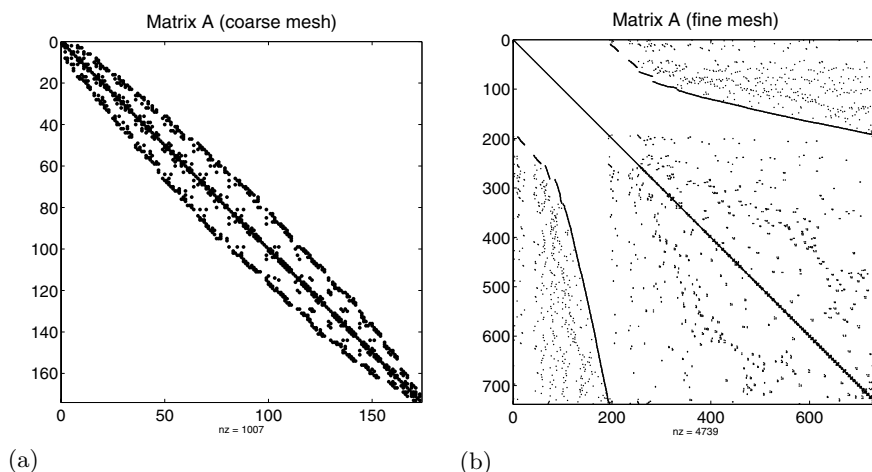 Matrix A (coarse mesh)
0
20
40
60
80
100
120
140
160
0 50 100 150
nz = 1007
(a)
Matrix A (fine mesh)
0
100
200
300
400
500
600
700
0 200 400 600
nz = 4739
(b)